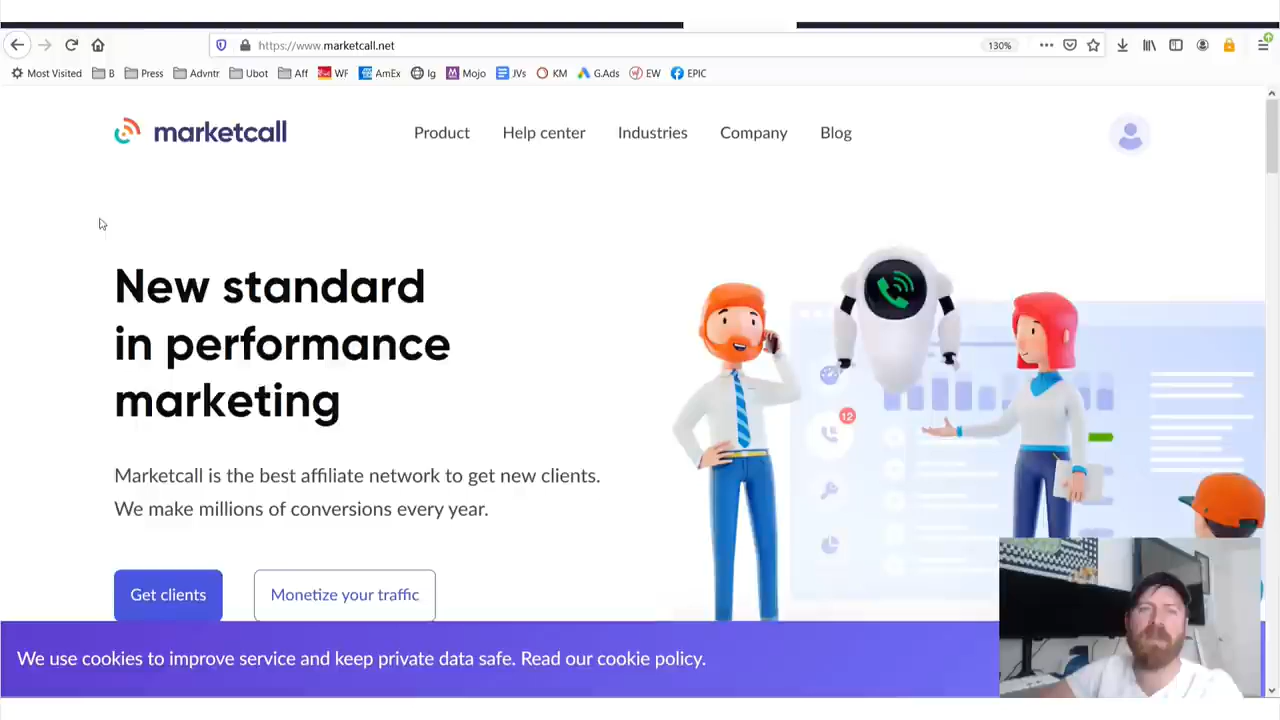 https://www.marketcall.net
130%
Most Visited B Press Advntr Ubot Aff WF AmEx Ig Mojo JVs KM G.Ads EW EPIC
marketcall Product Help center Industries Company Blog
New standard
in performance
marketing
12
Marketcall is the best affiliate network to get new clients.
We make millions of conversions every year.
Get clients Monetize your traffic
We use cookies to improve service and keep private data safe. Read our cookie policy.